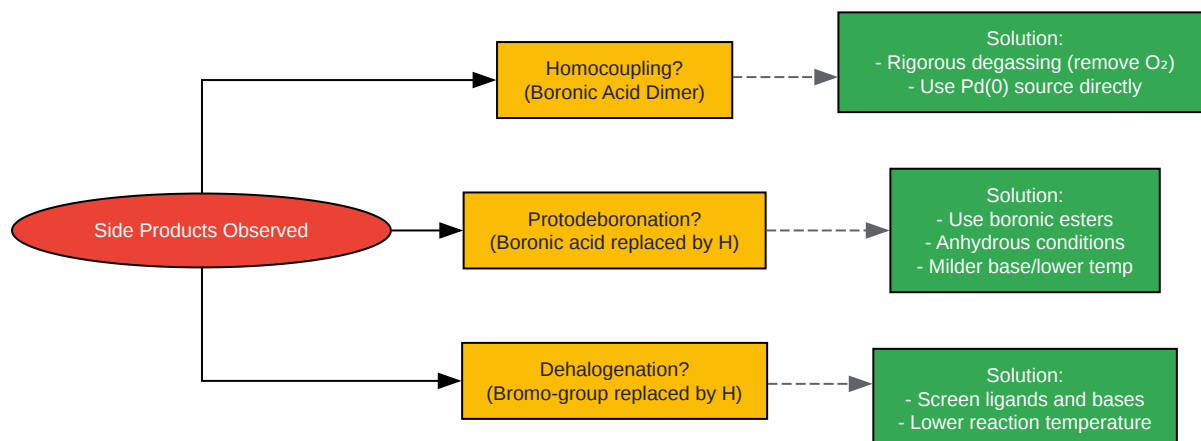 Side Products Observed
Homocoupling?
(Boronic Acid Dimer)
Solution:
- Rigorous degassing (remove O₂)
- Use Pd(0) source directly
Protodeboronation?
(Boronic acid replaced by H)
Solution:
- Use boronic esters
- Anhydrous conditions
- Milder base/lower temp
Dehalogenation?
(Bromo-group replaced by H)
Solution:
- Screen ligands and bases
- Lower reaction temperature